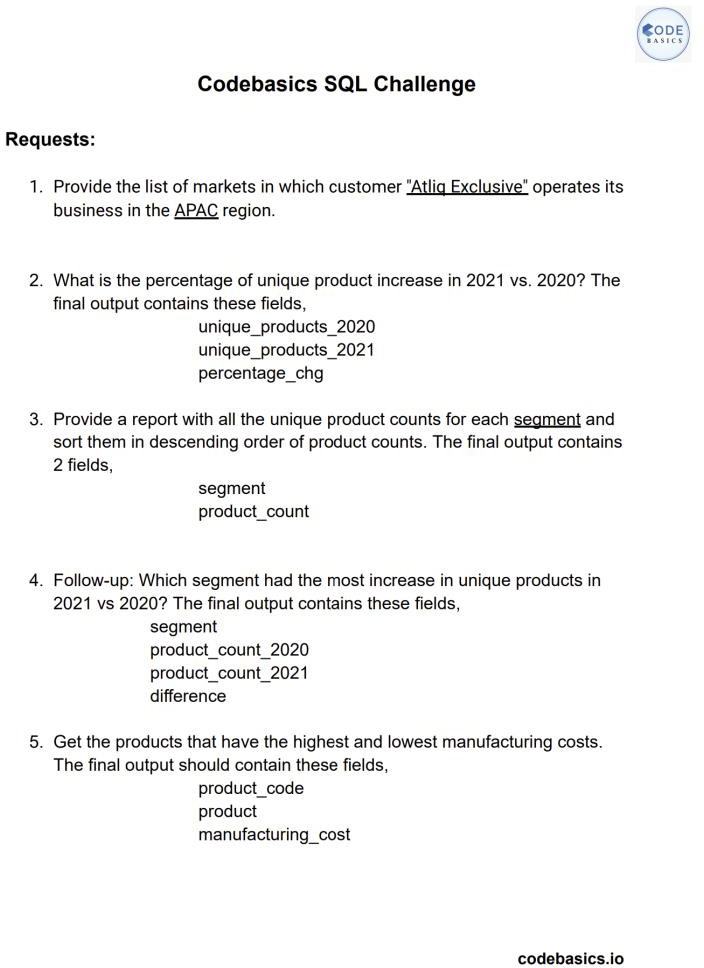 CODE
BASICS
Codebasics SQL Challenge
Requests:
1. Provide the list of markets in which customer "Atliq Exclusive" operates its
business in the APAC region.
2. What is the percentage of unique product increase in 2021 vs. 2020? The
final output contains these fields,
unique_products_2020
unique_products_2021
percentage_chg
3. Provide a report with all the unique product counts for each segment and
sort them in descending order of product counts. The final output contains
2 fields,
segment
product_count
4. Follow-up: Which segment had the most increase in unique products in
2021 vs 2020? The final output contains these fields,
segment
product_count_2020
product_count_2021
difference
5. Get the products that have the highest and lowest manufacturing costs.
The final output should contain these fields,
product_code
product
manufacturing_cost
codebasics.io